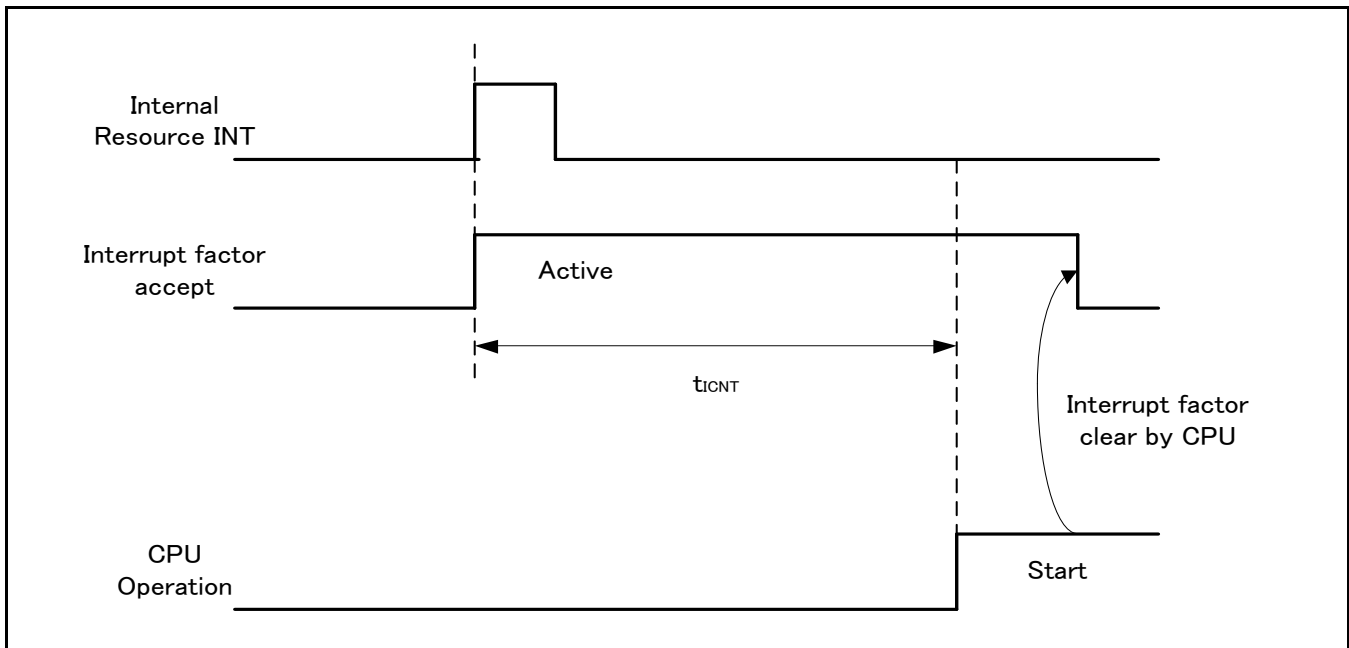 Internal
Resource INT
Interrupt factor
accept
Active
tICNT
Interrupt factor
clear by CPU
CPU
Operation
Start